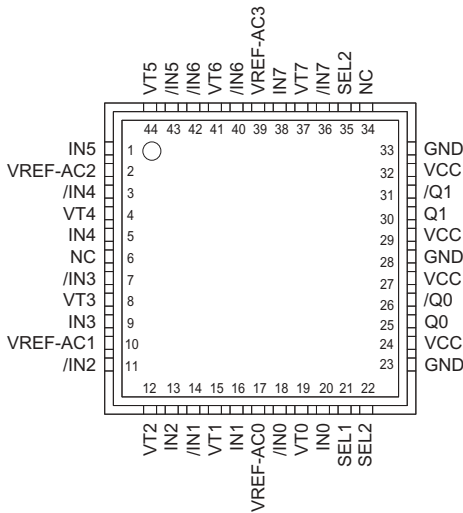 VT5
/IN5
/IN6
VT6
/IN6
VREF-AC3
IN7
VT7
/IN7
SEL2
NC
44 43 42 41 40 39 38 37 36 35 34
IN5 1
VREF-AC2 2
/IN4 3
VT4 4
IN4 5
NC 6
/IN3 7
VT3 8
IN3 9
VREF-AC1 10
/IN2 11
33 GND
32 VCC
31 /Q1
30 Q1
29 VCC
28 GND
27 VCC
26 /Q0
25 Q0
24 VCC
23 GND
12 13 14 15 16 17 18 19 20 21 22
VT2
IN2
/IN1
VT1
IN1
VREF-AC0
/IN0
VT0
IN0
SEL1
SEL2